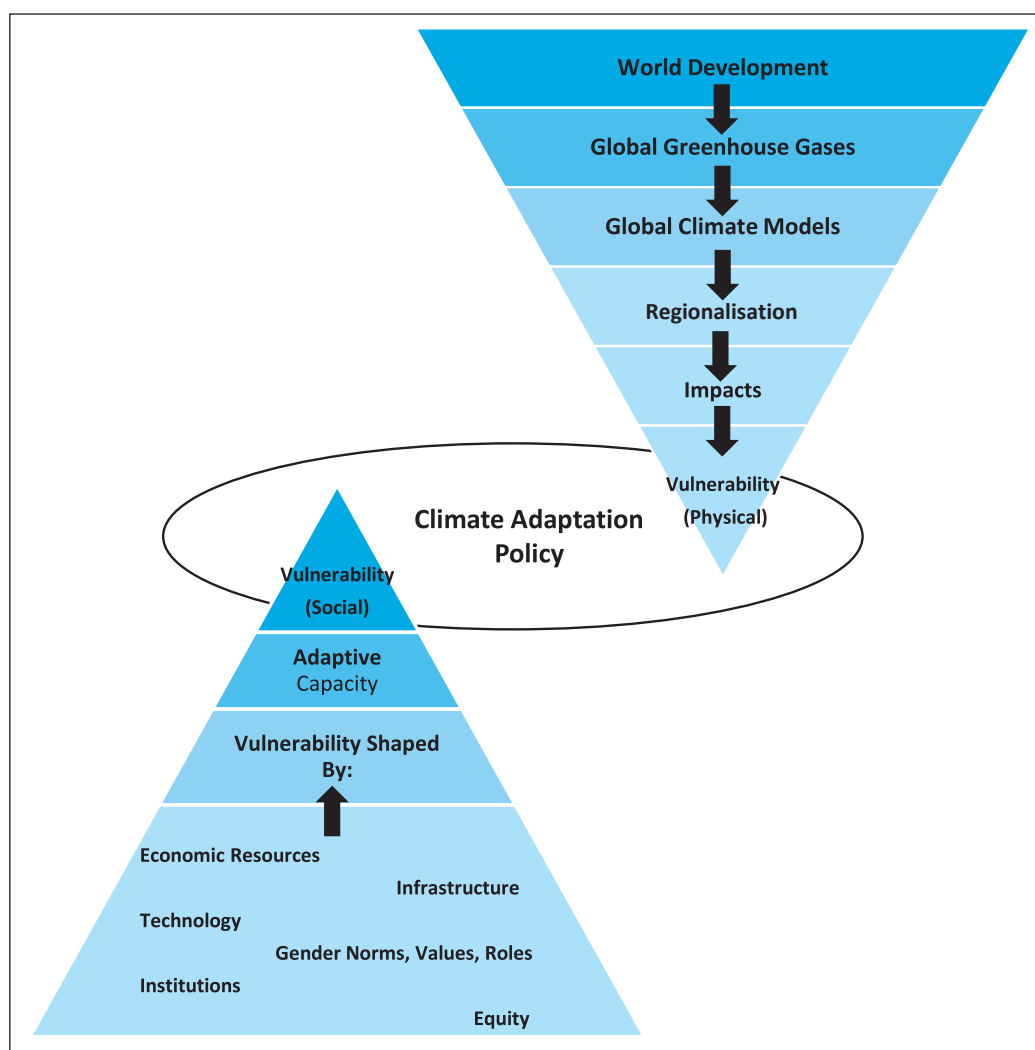 World Development
Global Greenhouse Gases
Global Climate Models
Regionalisation
Impacts
Vulnerability
(Physical)
Climate Adaptation
Policy
Vulnerability
(Social)
Adaptive
Capacity
Vulnerability Shaped
By:
Economic Resources
Infrastructure
Technology
Gender Norms, Values, Roles
Institutions
Equity